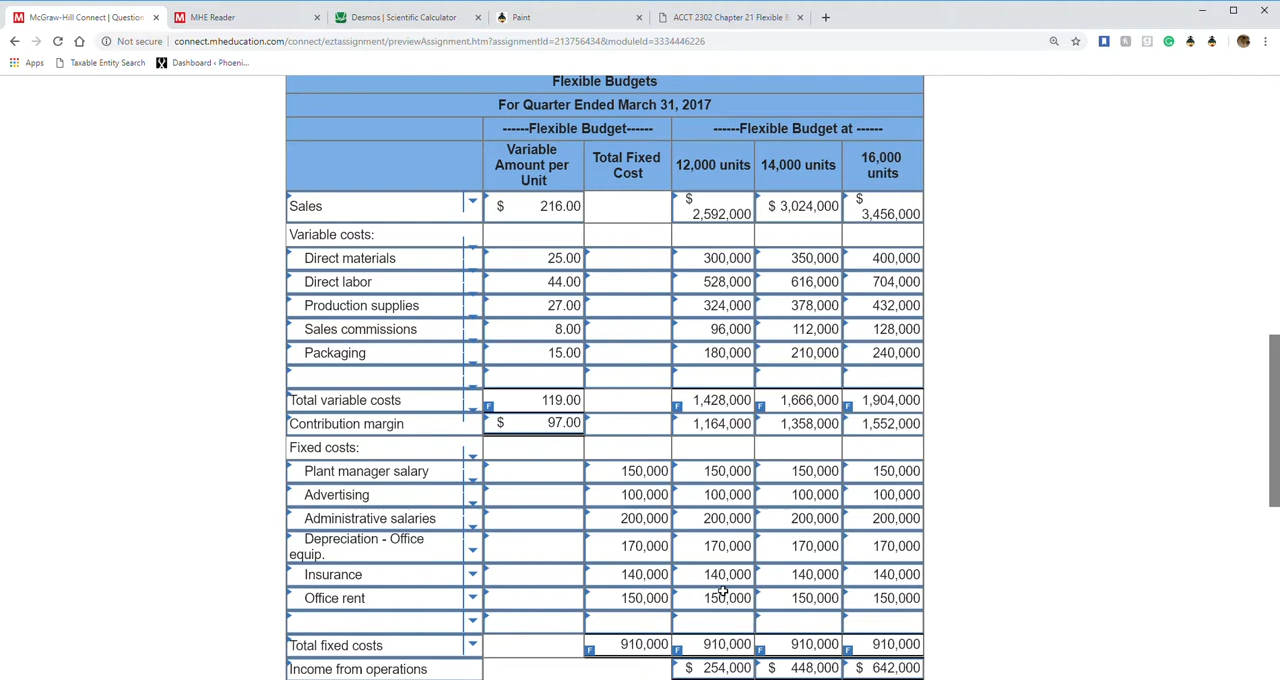 McGraw-Hill Connect | Question
MHE Reader
Desmos | Scientific Calculator
Paint
ACCT 2302 Chapter 21 Flexible B
Not secure | connect.mheducation.com/connect/eztassignment/previewAssignment.htm?assignmentId=213756434&moduleId=3334446226
Apps Taxable Entity Search Dashboard ‹ Phoeni...
Flexible Budgets
For Quarter Ended March 31, 2017
------Flexible Budget------ ------Flexible Budget at ------
Variable Amount per Unit Total Fixed Cost 12,000 units 14,000 units 16,000 units
Sales $ 216.00 $ 2,592,000 $ 3,024,000 $ 3,456,000
Variable costs:
Direct materials 25.00 300,000 350,000 400,000
Direct labor 44.00 528,000 616,000 704,000
Production supplies 27.00 324,000 378,000 432,000
Sales commissions 8.00 96,000 112,000 128,000
Packaging 15.00 180,000 210,000 240,000
Total variable costs 119.00 1,428,000 1,666,000 1,904,000
Contribution margin $ 97.00 1,164,000 1,358,000 1,552,000
Fixed costs:
Plant manager salary 150,000 150,000 150,000 150,000
Advertising 100,000 100,000 100,000 100,000
Administrative salaries 200,000 200,000 200,000 200,000
Depreciation - Office equip. 170,000 170,000 170,000 170,000
Insurance 140,000 140,000 140,000 140,000
Office rent 150,000 150,000 150,000 150,000
Total fixed costs 910,000 910,000 910,000 910,000
Income from operations $ 254,000 $ 448,000 $ 642,000